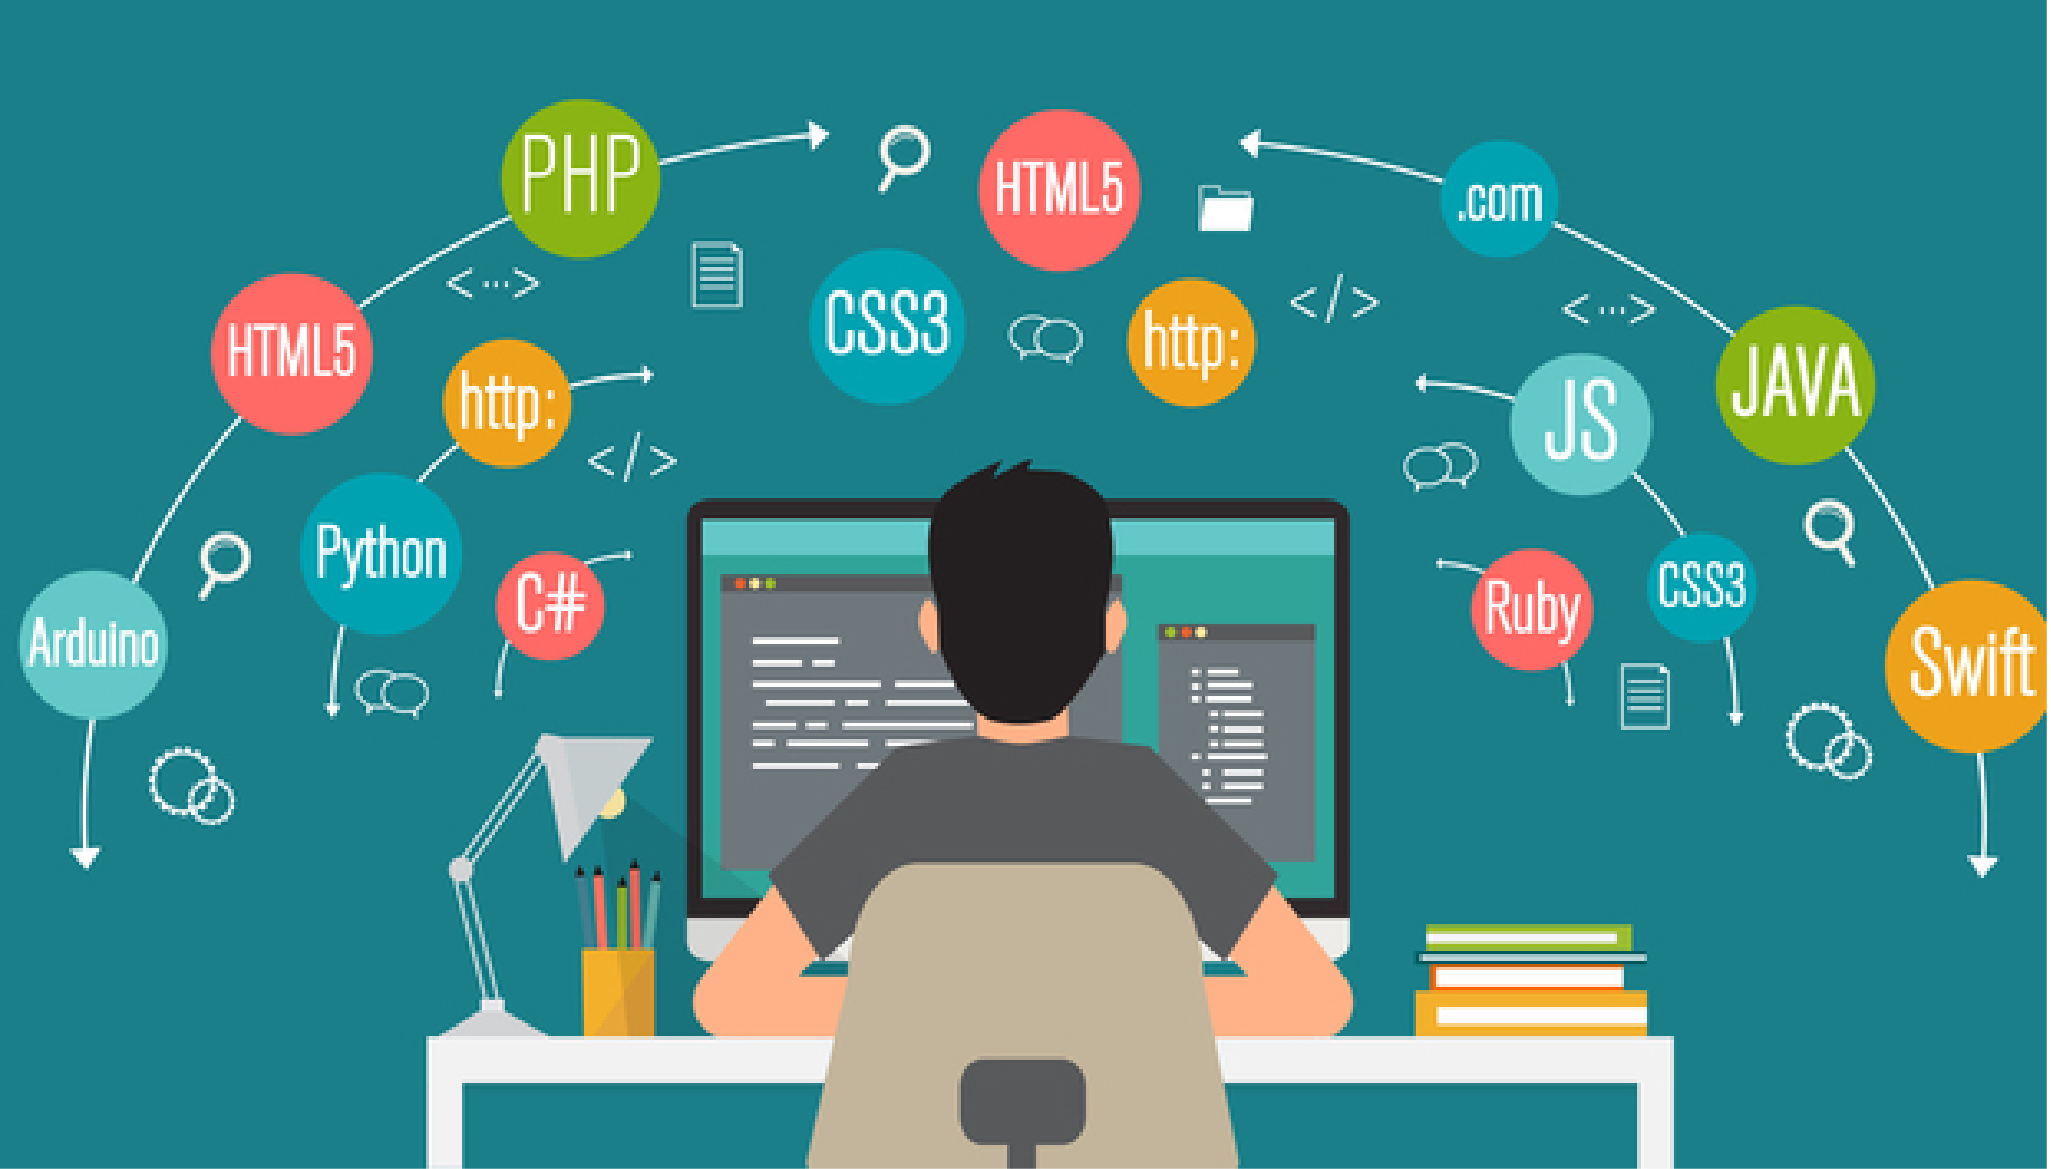 PHP
HTML5
.com
HTML5
CSS3
http:
JAVA
http:
JS
Python
C#
Ruby
CSS3
Arduino
Swift
<...>
</>
</>
<...>